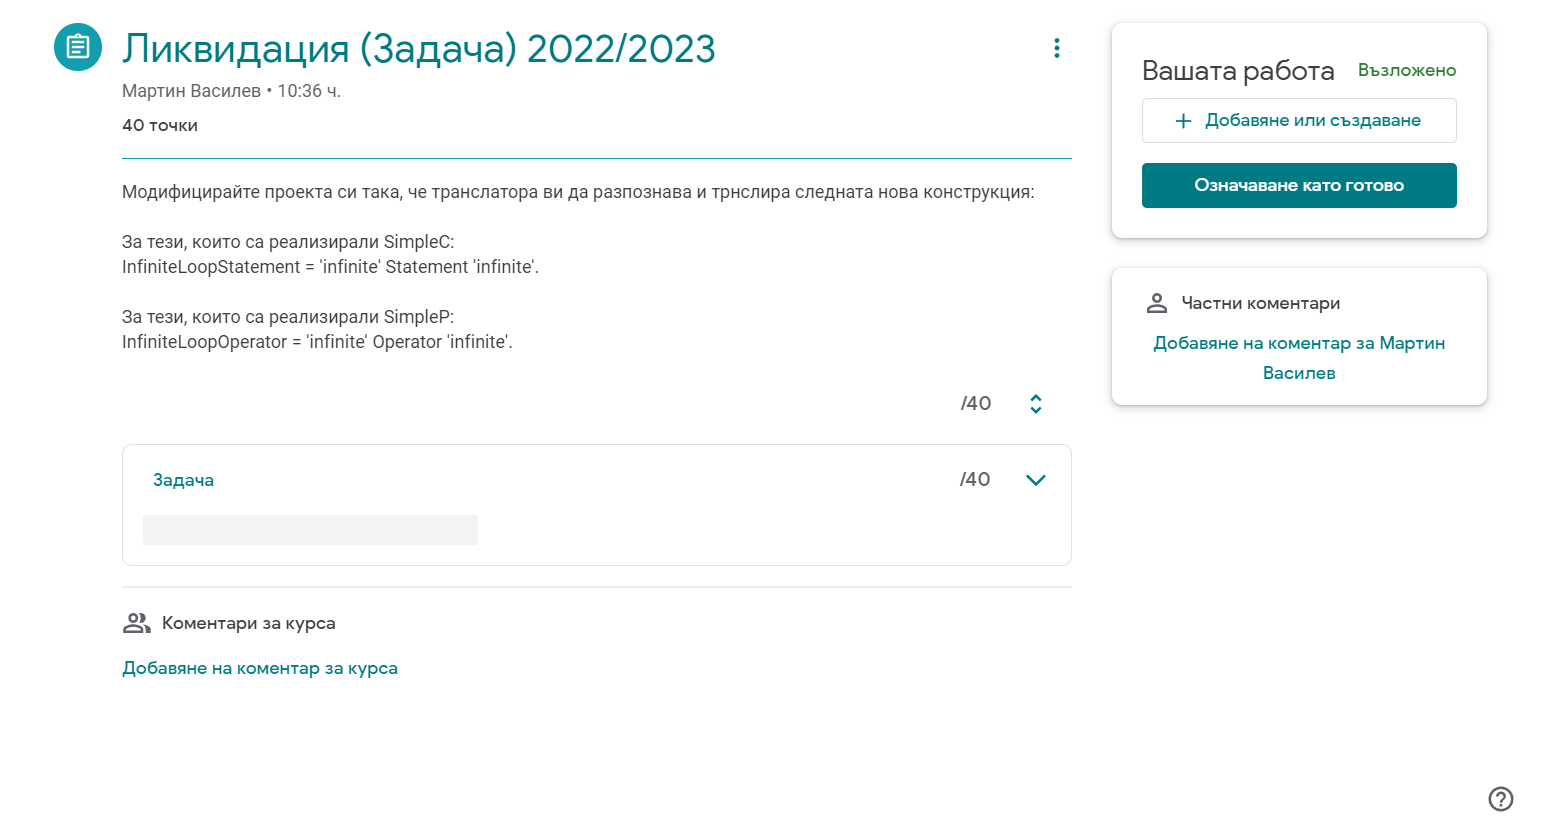 Ликвидация (Задача) 2022/2023
Мартин Василев • 10:36 ч.
40 точки
Модифицирайте проекта си така, че транслатора ви да разпознава и трнслира следната нова конструкция:
За тези, които са реализирали SimpleC:
InfiniteLoopStatement = 'infinite' Statement 'infinite'.
За тези, които са реализирали SimpleP:
InfiniteLoopOperator = 'infinite' Operator 'infinite'.
/40
Задача
/40
Коментари за курса
Добавяне на коментар за курса
Вашата работа
Възложено
Добавяне или създаване
Означаване като готово
Частни коментари
Добавяне на коментар за Мартин
Василев